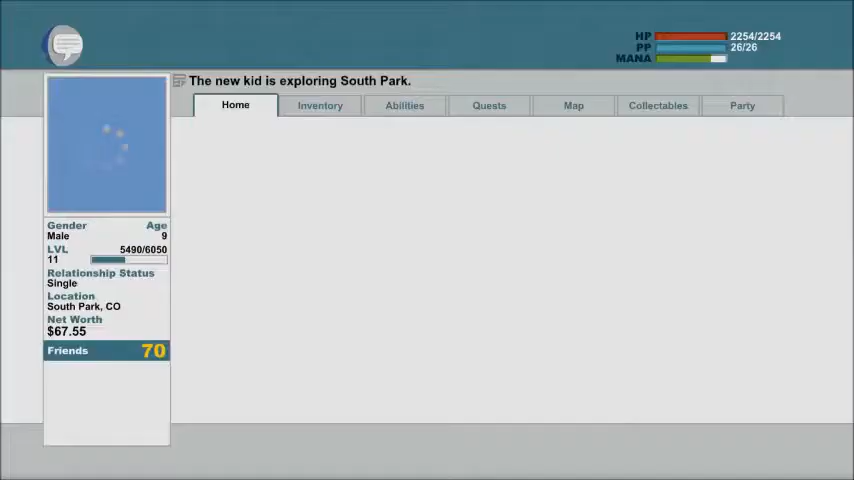 HP 2254/2254
PP 26/26
MANA
The new kid is exploring South Park.
Home Inventory Abilities Quests Map Collectables Party
Gender Age
Male 9
LVL 5490/6050
11
Relationship Status
Single
Location
South Park, CO
Net Worth
$67.55
Friends 70